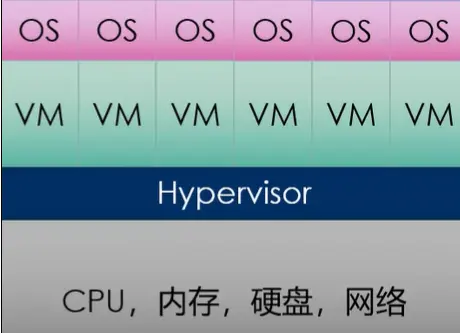 OS OS OS OS OS OS
VM VM VM VM VM VM
Hypervisor
CPU，内存，硬盘，网络